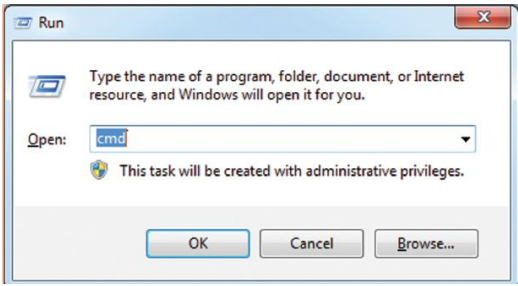 Run
Type the name of a program, folder, document, or Internet
resource, and Windows will open it for you.
Open:
cmd
This task will be created with administrative privileges.
OK
Cancel
Browse...